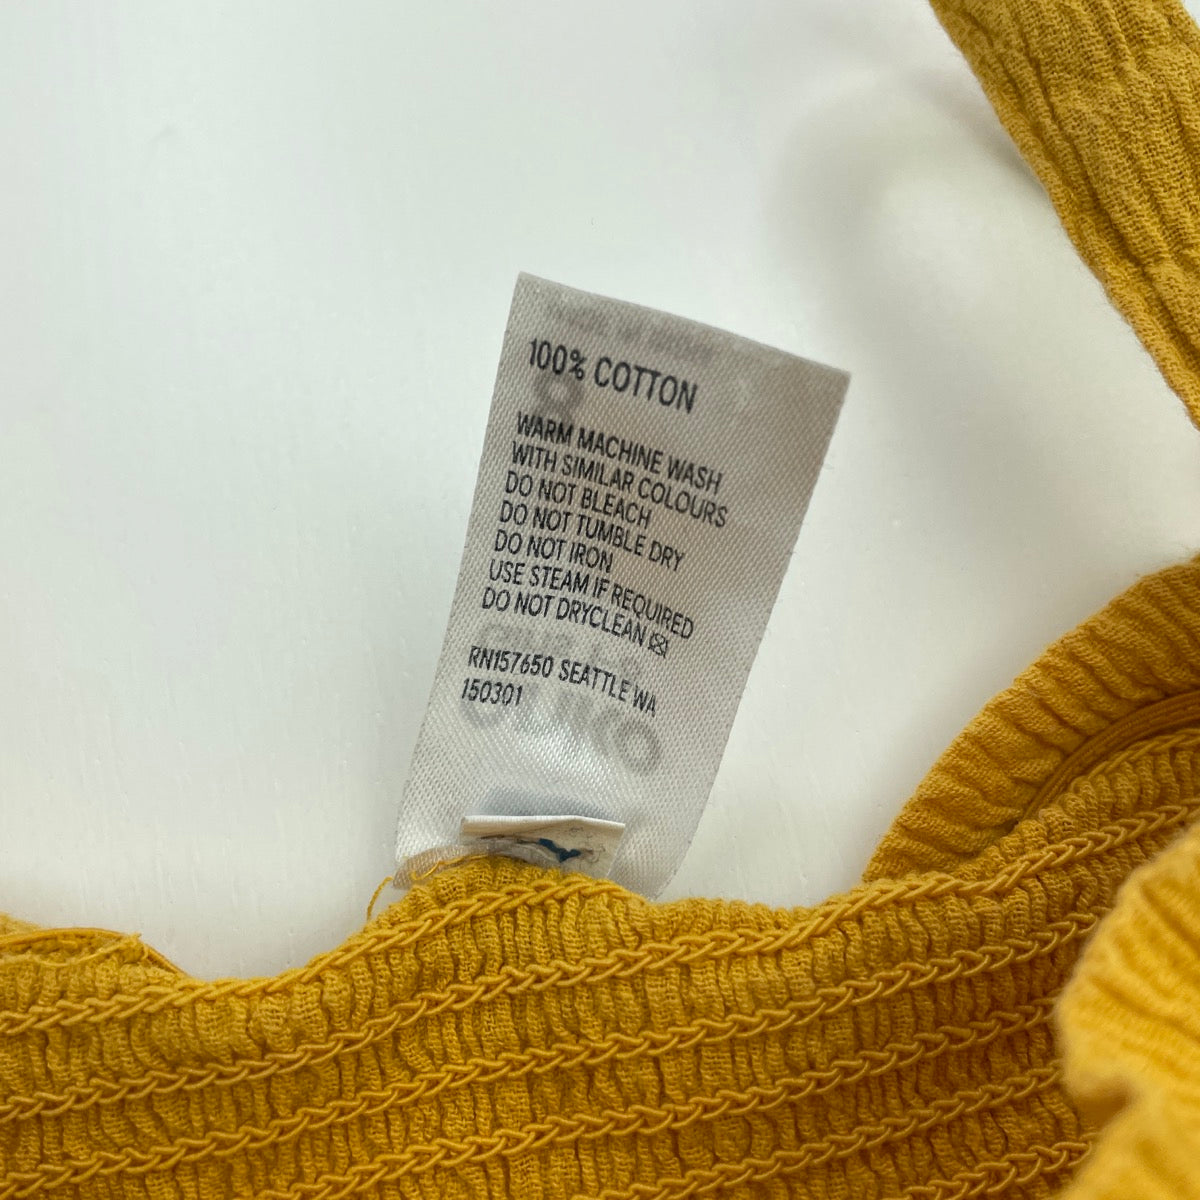 100% COTTON
WARM MACHINE WASH
WITH SIMILAR COLOURS
DO NOT BLEACH
DO NOT TUMBLE DRY
DO NOT IRON
USE STEAM IF REQUIRED
DO NOT DRYCLEAN
RN157650 SEATTLE WA
150301